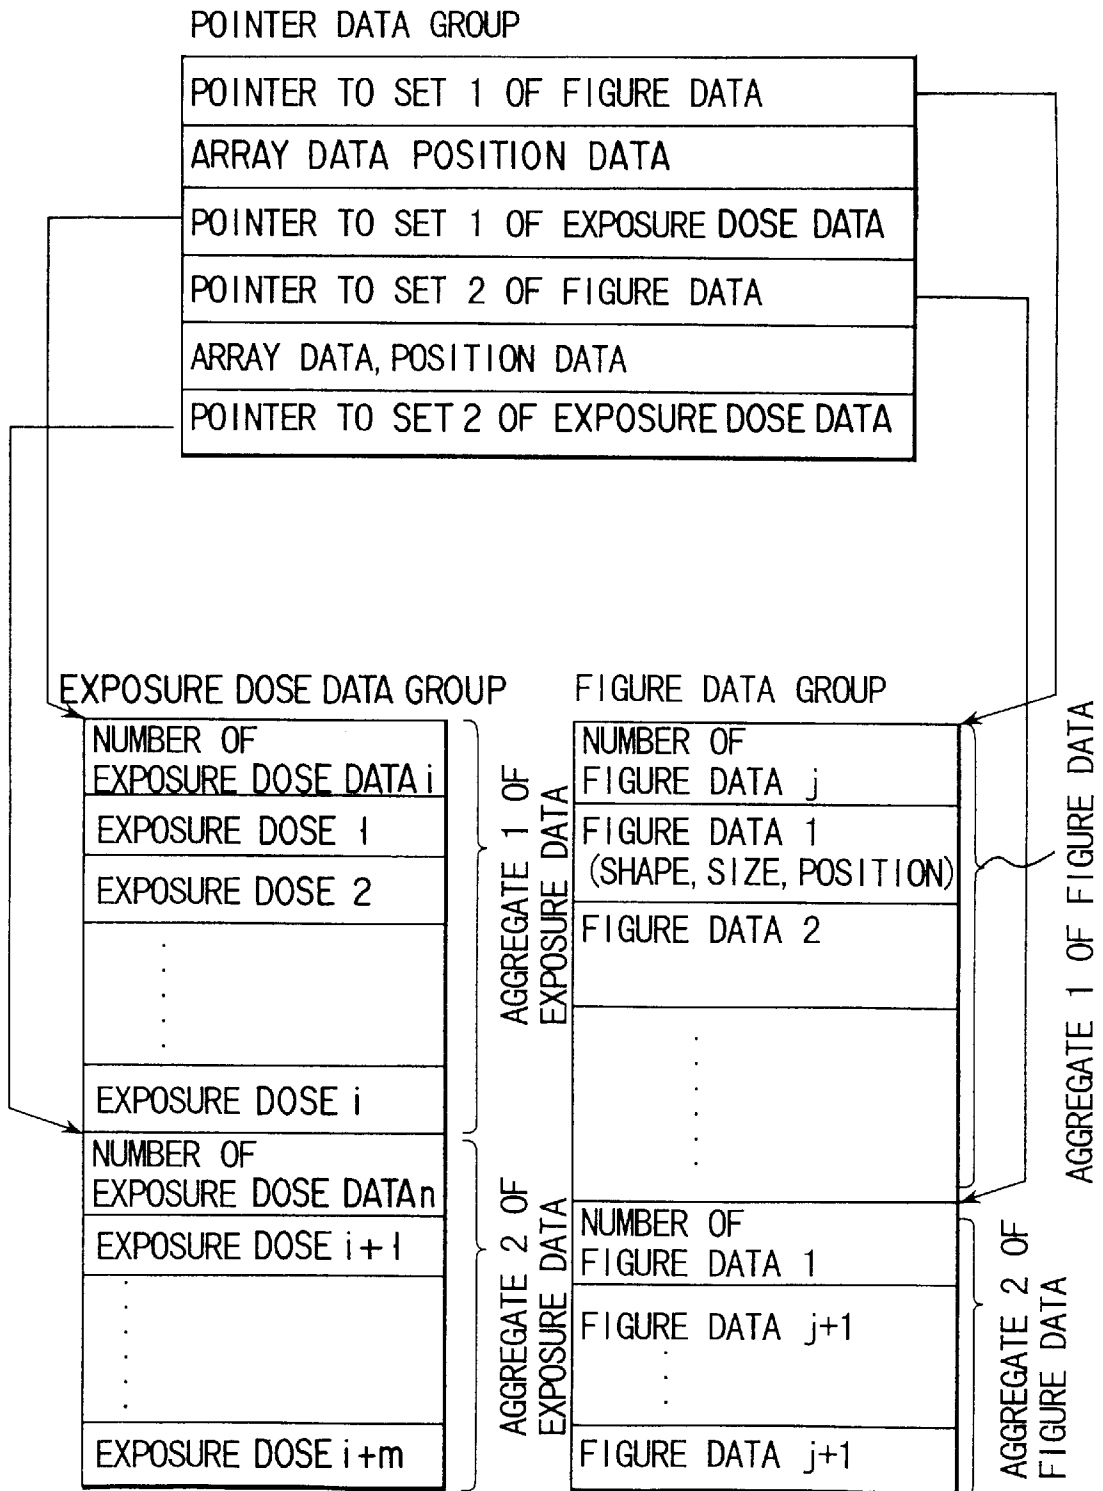 POINTER DATA GROUP
POINTER TO SET 1 OF FIGURE DATA
ARRAY DATA POSITION DATA
POINTER TO SET 1 OF EXPOSURE DOSE DATA
POINTER TO SET 2 OF FIGURE DATA
ARRAY DATA, POSITION DATA
POINTER TO SET 2 OF EXPOSURE DOSE DATA
EXPOSURE DOSE DATA GROUP
NUMBER OF
EXPOSURE DOSE DATA i
EXPOSURE DOSE 1
EXPOSURE DOSE 2
EXPOSURE DOSE i
NUMBER OF
EXPOSURE DOSE DATAn
EXPOSURE DOSE i+1
EXPOSURE DOSE i+m
AGGREGATE 1 OF
EXPOSURE DATA
AGGREGATE 2 OF
EXPOSURE DATA
FIGURE DATA GROUP
NUMBER OF
FIGURE DATA j
FIGURE DATA 1
(SHAPE, SIZE, POSITION)
FIGURE DATA 2
NUMBER OF
FIGURE DATA 1
FIGURE DATA j+1
FIGURE DATA j+1
AGGREGATE 1 OF FIGURE DATA
AGGREGATE 2 OF
FIGURE DATA